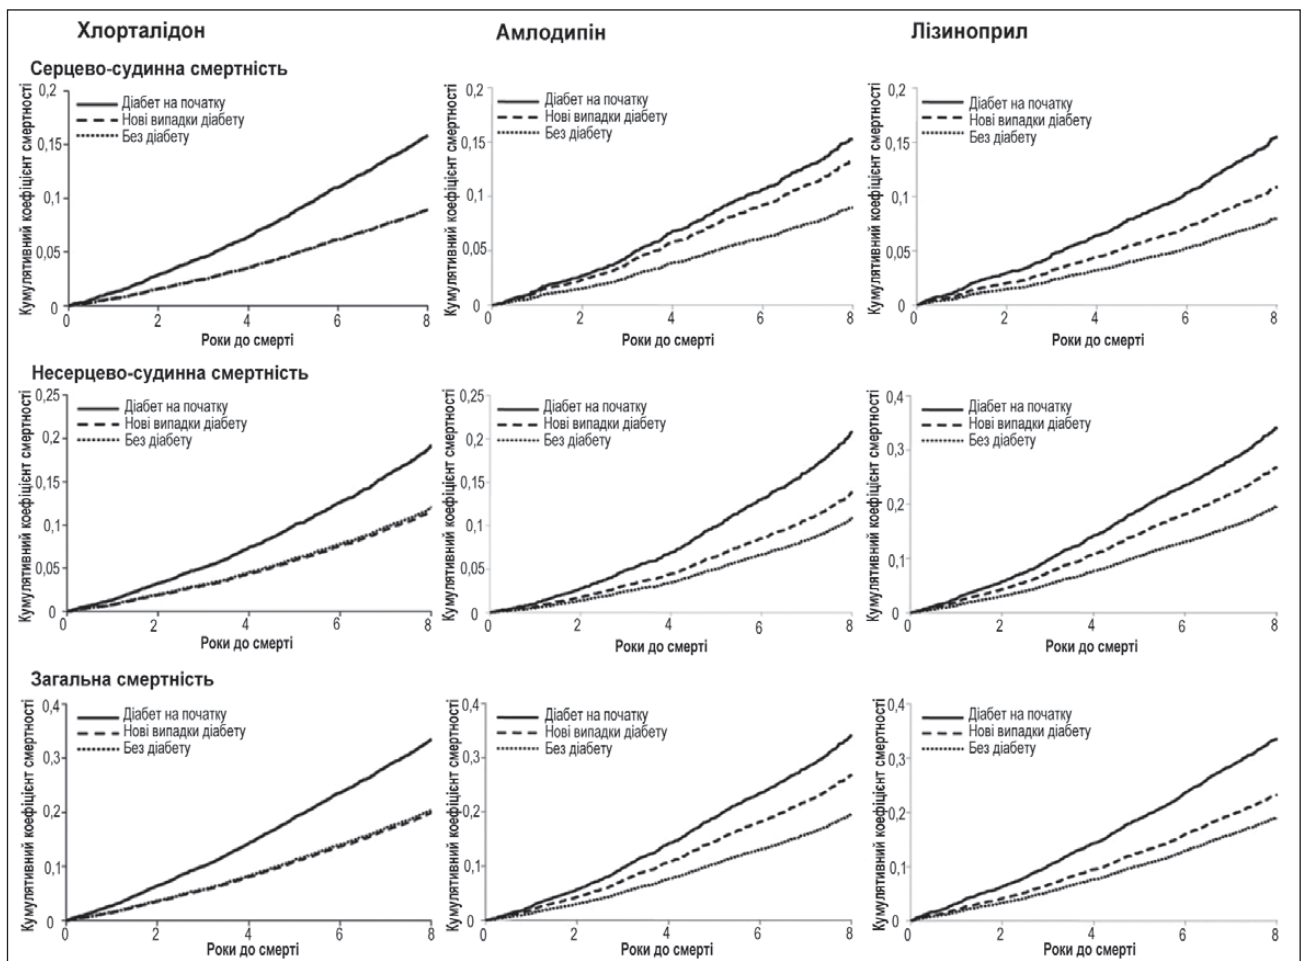 Хлорталідон
Амлодипін
Лізиноприл
Серцево-судинна смертність
Кумулятивний коефіцієнт смертності
0,2
0,15
0,1
0,05
0
Діабет на початку
Нові випадки діабету
Без діабету
0 2 4 6 8
Роки до смерті
Кумулятивний коефіцієнт смертності
0,2
0,15
0,1
0,05
0
Діабет на початку
Нові випадки діабету
Без діабету
0 2 4 6 8
Роки до смерті
Кумулятивний коефіцієнт смертності
0,2
0,15
0,1
0,05
0
Діабет на початку
Нові випадки діабету
Без діабету
0 2 4 6 8
Роки до смерті
Несерцево-судинна смертність
Кумулятивний коефіцієнт смертності
0,25
0,2
0,15
0,1
0,05
0
Діабет на початку
Нові випадки діабету
Без діабету
0 2 4 6 8
Роки до смерті
Кумулятивний коефіцієнт смертності
0,25
0,2
0,15
0,1
0,05
0
Діабет на початку
Нові випадки діабету
Без діабету
0 2 4 6 8
Роки до смерті
Кумулятивний коефіцієнт смертності
0,4
0,3
0,2
0,1
0
Діабет на початку
Нові випадки діабету
Без діабету
0 2 4 6 8
Роки до смерті
Загальна смертність
Кумулятивний коефіцієнт смертності
0,4
0,3
0,2
0,1
0
Діабет на початку
Нові випадки діабету
Без діабету
0 2 4 6 8
Роки до смерті
Кумулятивний коефіцієнт смертності
0,4
0,3
0,2
0,1
0
Діабет на початку
Нові випадки діабету
Без діабету
0 2 4 6 8
Роки до смерті
Кумулятивний коефіцієнт смертності
0,4
0,3
0,2
0,1
0
Діабет на початку
Нові випадки діабету
Без діабету
0 2 4 6 8
Роки до смерті